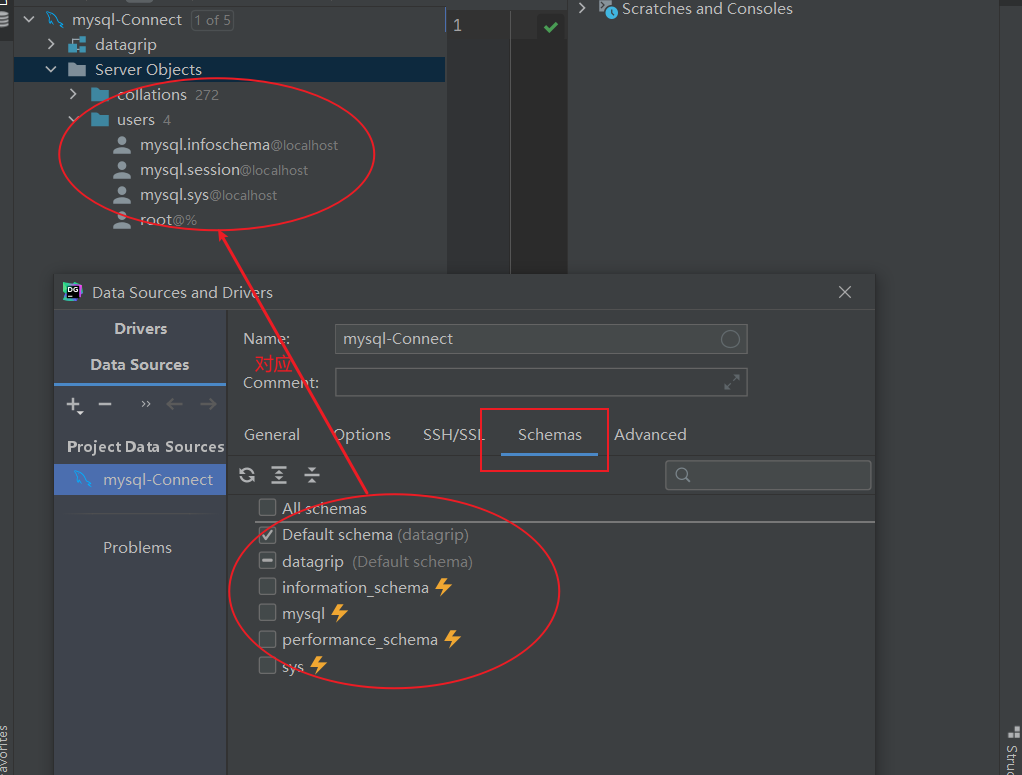 mysql-Connect 1 of 5
datagrip
Server Objects
collations 272
users 4
mysql.infoschema@localhost
mysql.session@localhost
mysql.sys@localhost
root@%
1
Scratches and Consoles
DG
Data Sources and Drivers
Drivers
Data Sources
Project Data Sources
mysql-Connect
Problems
Name: mysql-Connect
对应
Comment:
General Options SSH/SSL Schemas Advanced
All schemas
Default schema (datagrip)
datagrip (Default schema)
information_schema
mysql
performance_schema
sys